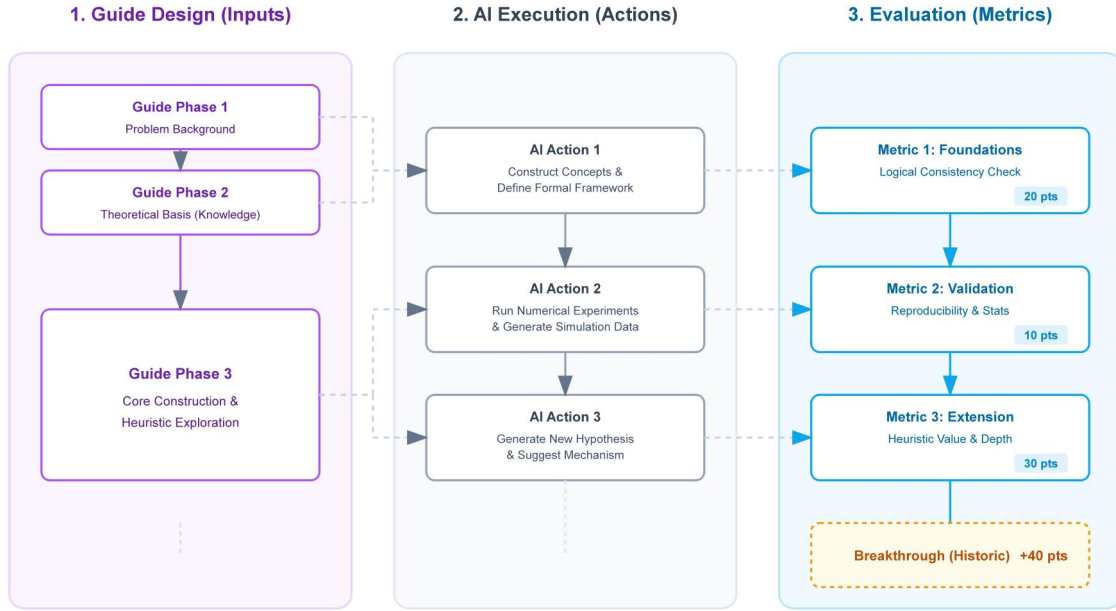 1. Guide Design (Inputs)
2. AI Execution (Actions)
3. Evaluation (Metrics)
Guide Phase 1
Problem Background
Guide Phase 2
Theoretical Basis (Knowledge)
Guide Phase 3
Core Construction &
Heuristic Exploration
AI Action 1
Construct Concepts &
Define Formal Framework
AI Action 2
Run Numerical Experiments
& Generate Simulation Data
AI Action 3
Generate New Hypothesis
& Suggest Mechanism
Metric 1: Foundations
Logical Consistency Check
20 pts
Metric 2: Validation
Reproducibility & Stats
10 pts
Metric 3: Extension
Heuristic Value & Depth
30 pts
Breakthrough (Historic) +40 pts